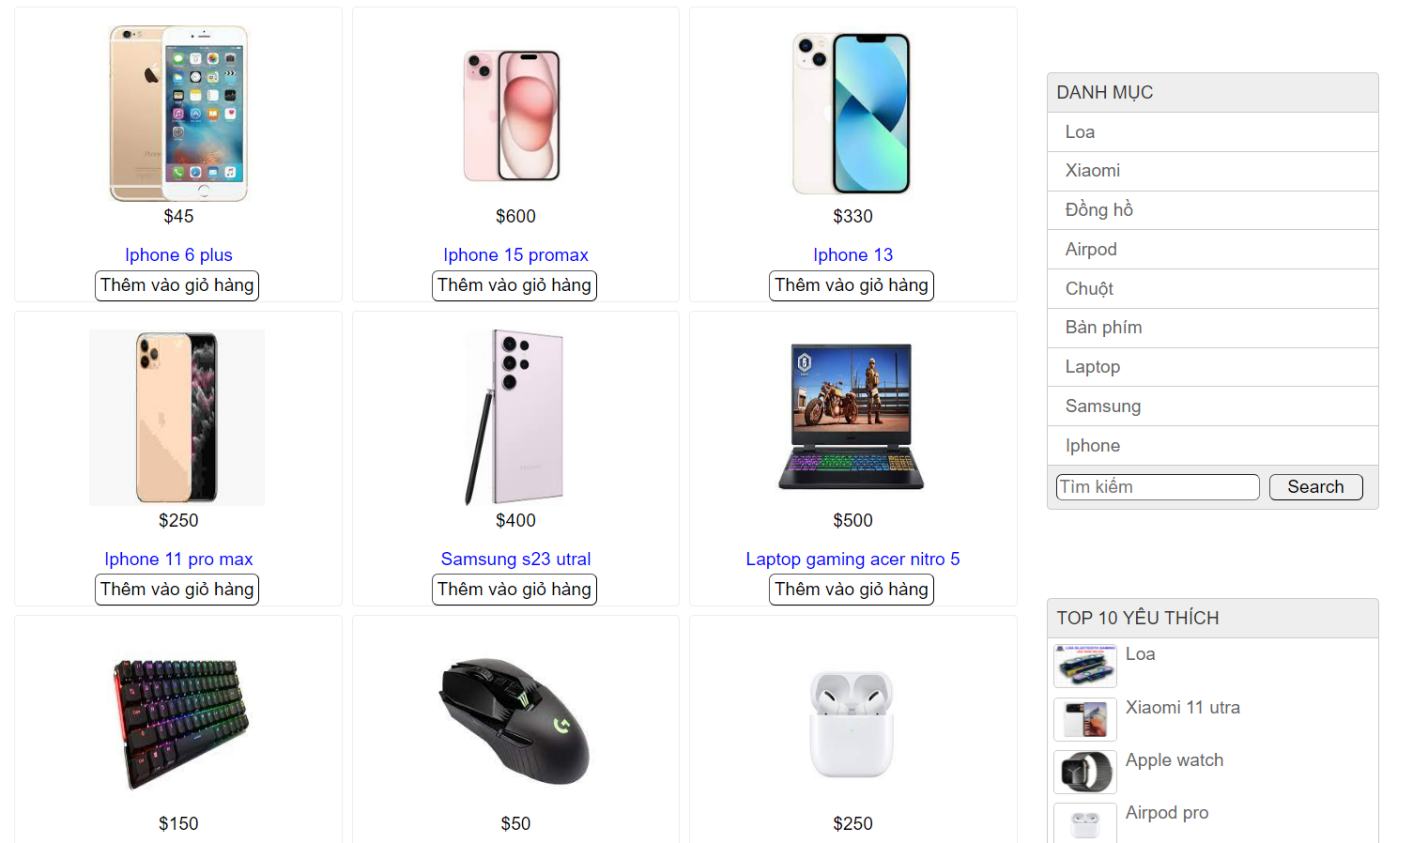 $45
Iphone 6 plus
Thêm vào giỏ hàng
$600
Iphone 15 promax
Thêm vào giỏ hàng
$330
Iphone 13
Thêm vào giỏ hàng
$250
Iphone 11 pro max
Thêm vào giỏ hàng
$400
Samsung s23 utral
Thêm vào giỏ hàng
$500
Laptop gaming acer nitro 5
Thêm vào giỏ hàng
$150
$50
$250
DANH MỤC
Loa
Xiaomi
Đồng hồ
Airpod
Chuột
Bàn phím
Laptop
Samsung
Iphone
Tìm kiếm
Search
TOP 10 YÊU THÍCH
Loa
Xiaomi 11 utra
Apple watch
Airpod pro